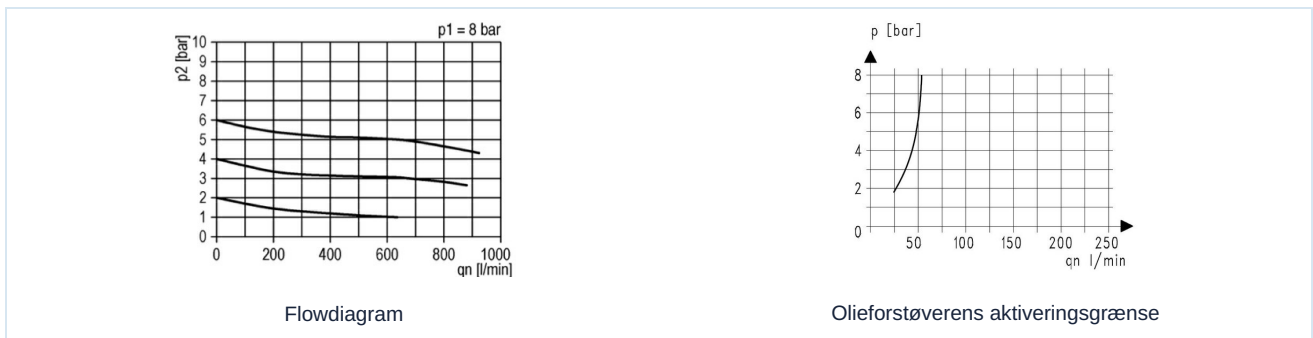 p1 = 8 bar
p2 [bar]
10
9
8
7
6
5
4
3
2
1
0
0 200 400 600 800 1000
qn [l/min]
Flowdiagram
p [bar]
8
6
4
2
0
50 100 150 200 250
qn l/min
Olieforstøverens aktiveringsgrænse